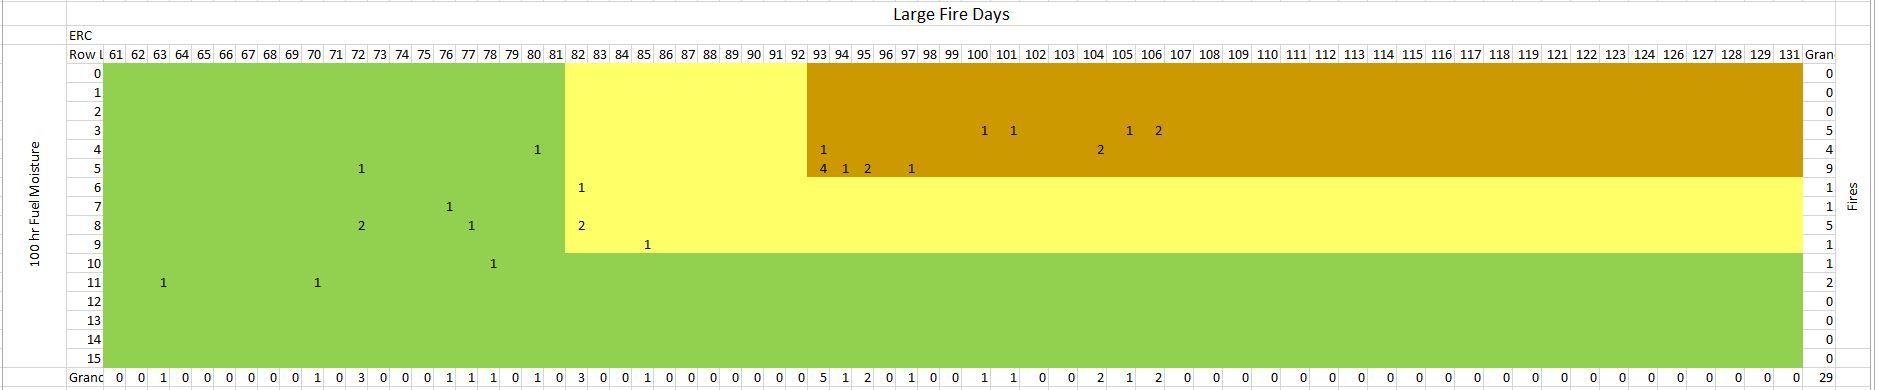 Large Fire Days
ERC
Row L 61 62 63 64 65 66 67 68 69 70 71 72 73 74 75 76 77 78 79 80 81 82 83 84 85 86 87 88 89 90 91 92 93 94 95 96 97 98 99 100 101 102 103 104 105 106 107 108 109 110 111 112 113 114 115 116 117 118 119 120 121 122 123 124 126 127 128 129 131 Gran
0 0
1 0
2 0
3 1 1 1 2 5
4 1 1 2 4
5 1 4 1 2 1 9
6 1 1
7 1 1
8 2 1 2 5
9 1 1
10 1 1
11 1 1 2
12 0
13 0
14 0
15 0
Granc 0 0 1 0 0 0 0 0 0 1 0 3 0 0 0 1 1 1 0 1 0 3 0 0 1 0 0 0 0 0 0 0 5 1 2 0 1 0 0 1 1 0 0 2 1 2 0 0 0 0 0 0 0 0 0 0 0 0 0 0 0 0 0 0 0 0 0 0 0 29
100 hr Fuel Moisture
Fires